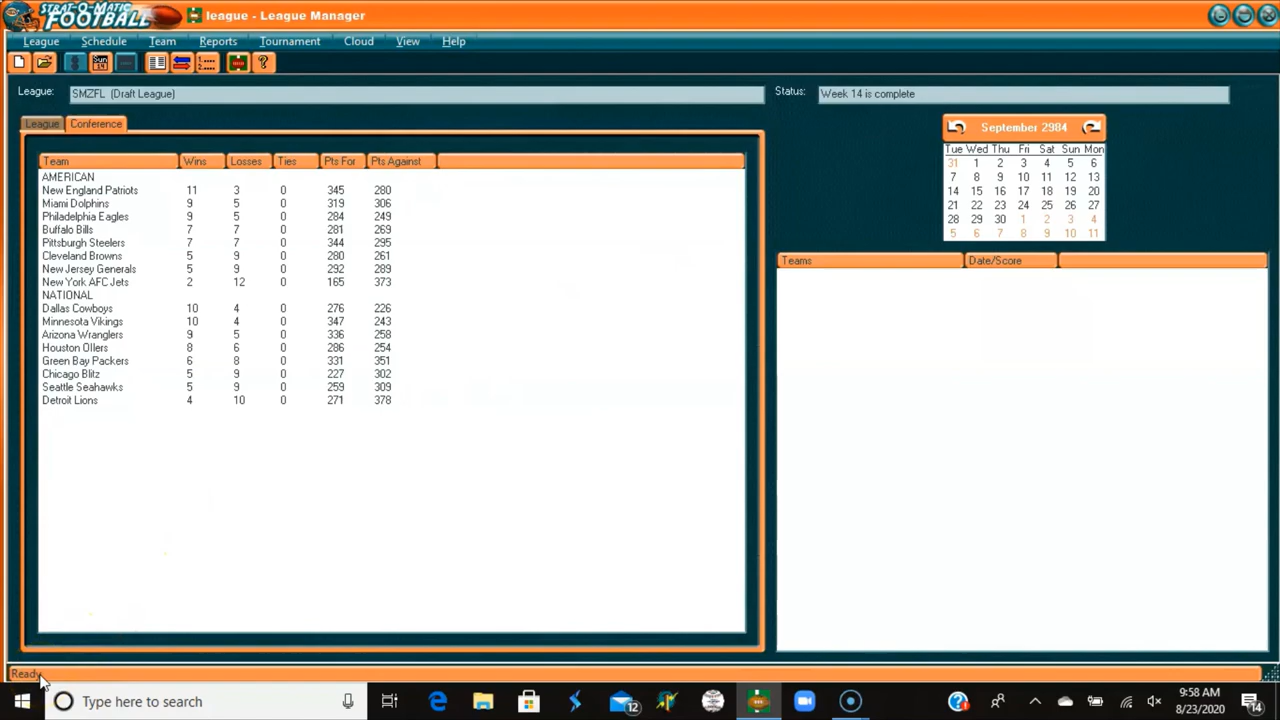 STRAT-O-MATIC
FOOTBALL
league - League Manager
League Schedule Team Reports Tournament Cloud View Help
Sun
14
League: SMZFL (Draft League) Status: Week 14 is complete
League Conference
September 2984
Tue Wed Thu Fri Sat Sun Mon
31 1 2 3 4 5 6
7 8 9 10 11 12 13
14 15 16 17 18 19 20
21 22 23 24 25 26 27
28 29 30 1 2 3 4
5 6 7 8 9 10 11
Team Wins Losses Ties Pts For Pts Against
AMERICAN
New England Patriots 11 3 0 345 280
Miami Dolphins 9 5 0 319 306
Philadelphia Eagles 9 5 0 284 249
Buffalo Bills 7 7 0 281 269
Pittsburgh Steelers 7 7 0 344 295
Cleveland Browns 5 9 0 280 261
New Jersey Generals 5 9 0 292 289
New York AFC Jets 2 12 0 165 373
NATIONAL
Dallas Cowboys 10 4 0 276 226
Minnesota Vikings 10 4 0 347 243
Arizona Wranglers 9 5 0 336 258
Houston Oilers 8 6 0 286 254
Green Bay Packers 6 8 0 331 351
Chicago Blitz 5 9 0 227 302
Seattle Seahawks 5 9 0 259 309
Detroit Lions 4 10 0 271 378
Teams Date/Score
Ready
Type here to search
12
9:58 AM
8/23/2020
14